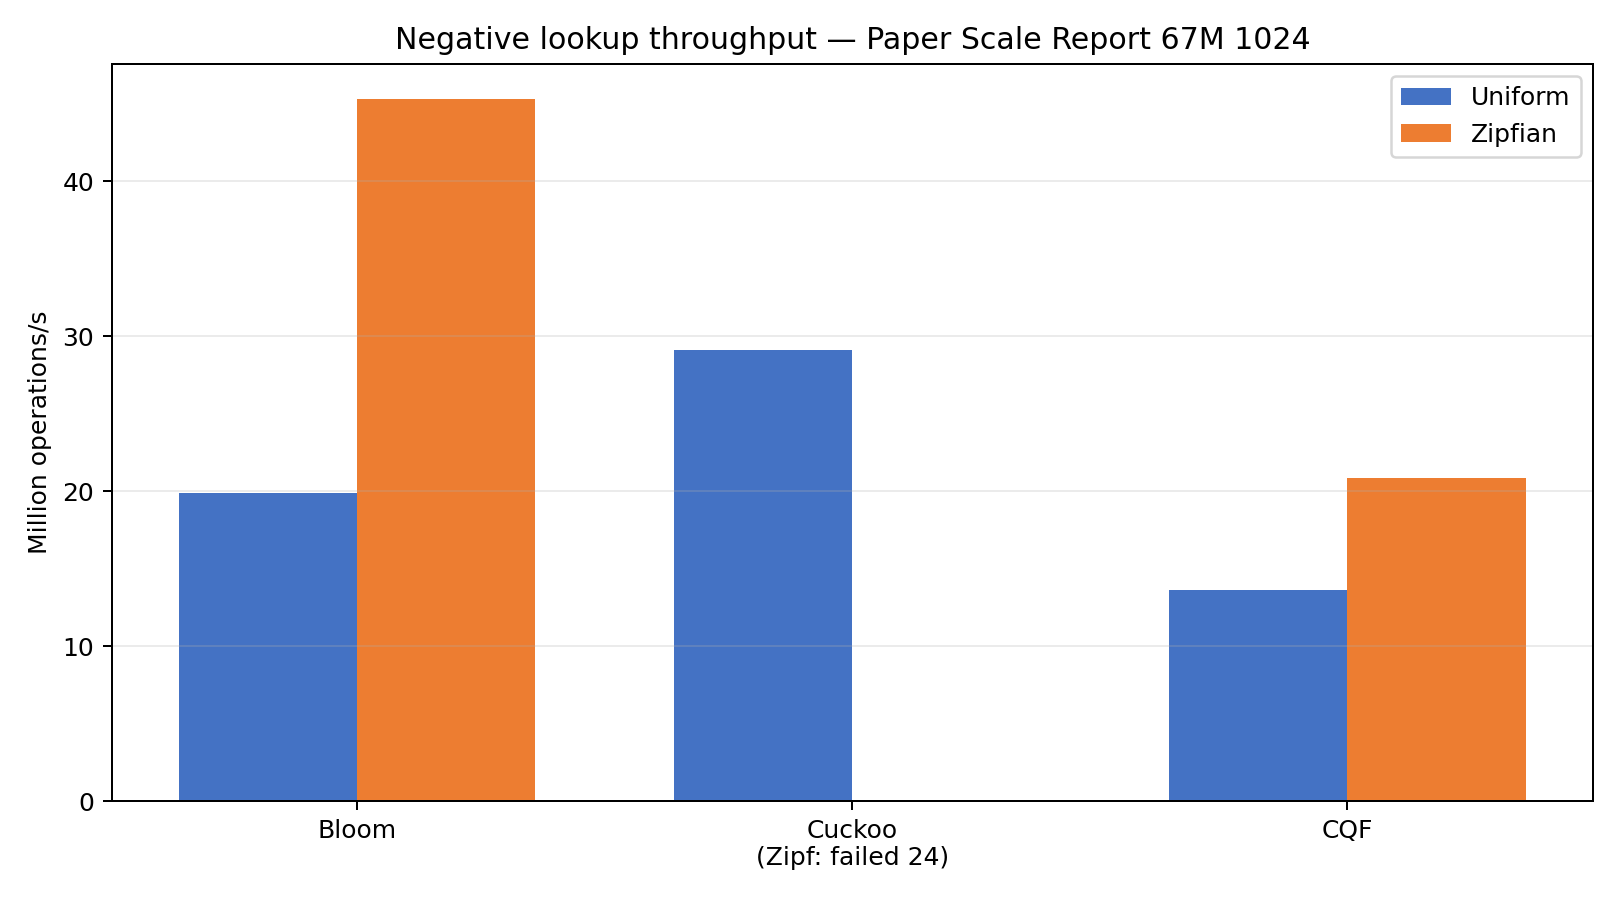 Negative lookup throughput — Paper Scale Report 67M 1024
Uniform
Zipfian
Million operations/s
40
30
20
10
0
Bloom
Cuckoo
(Zipf: failed 24)
CQF